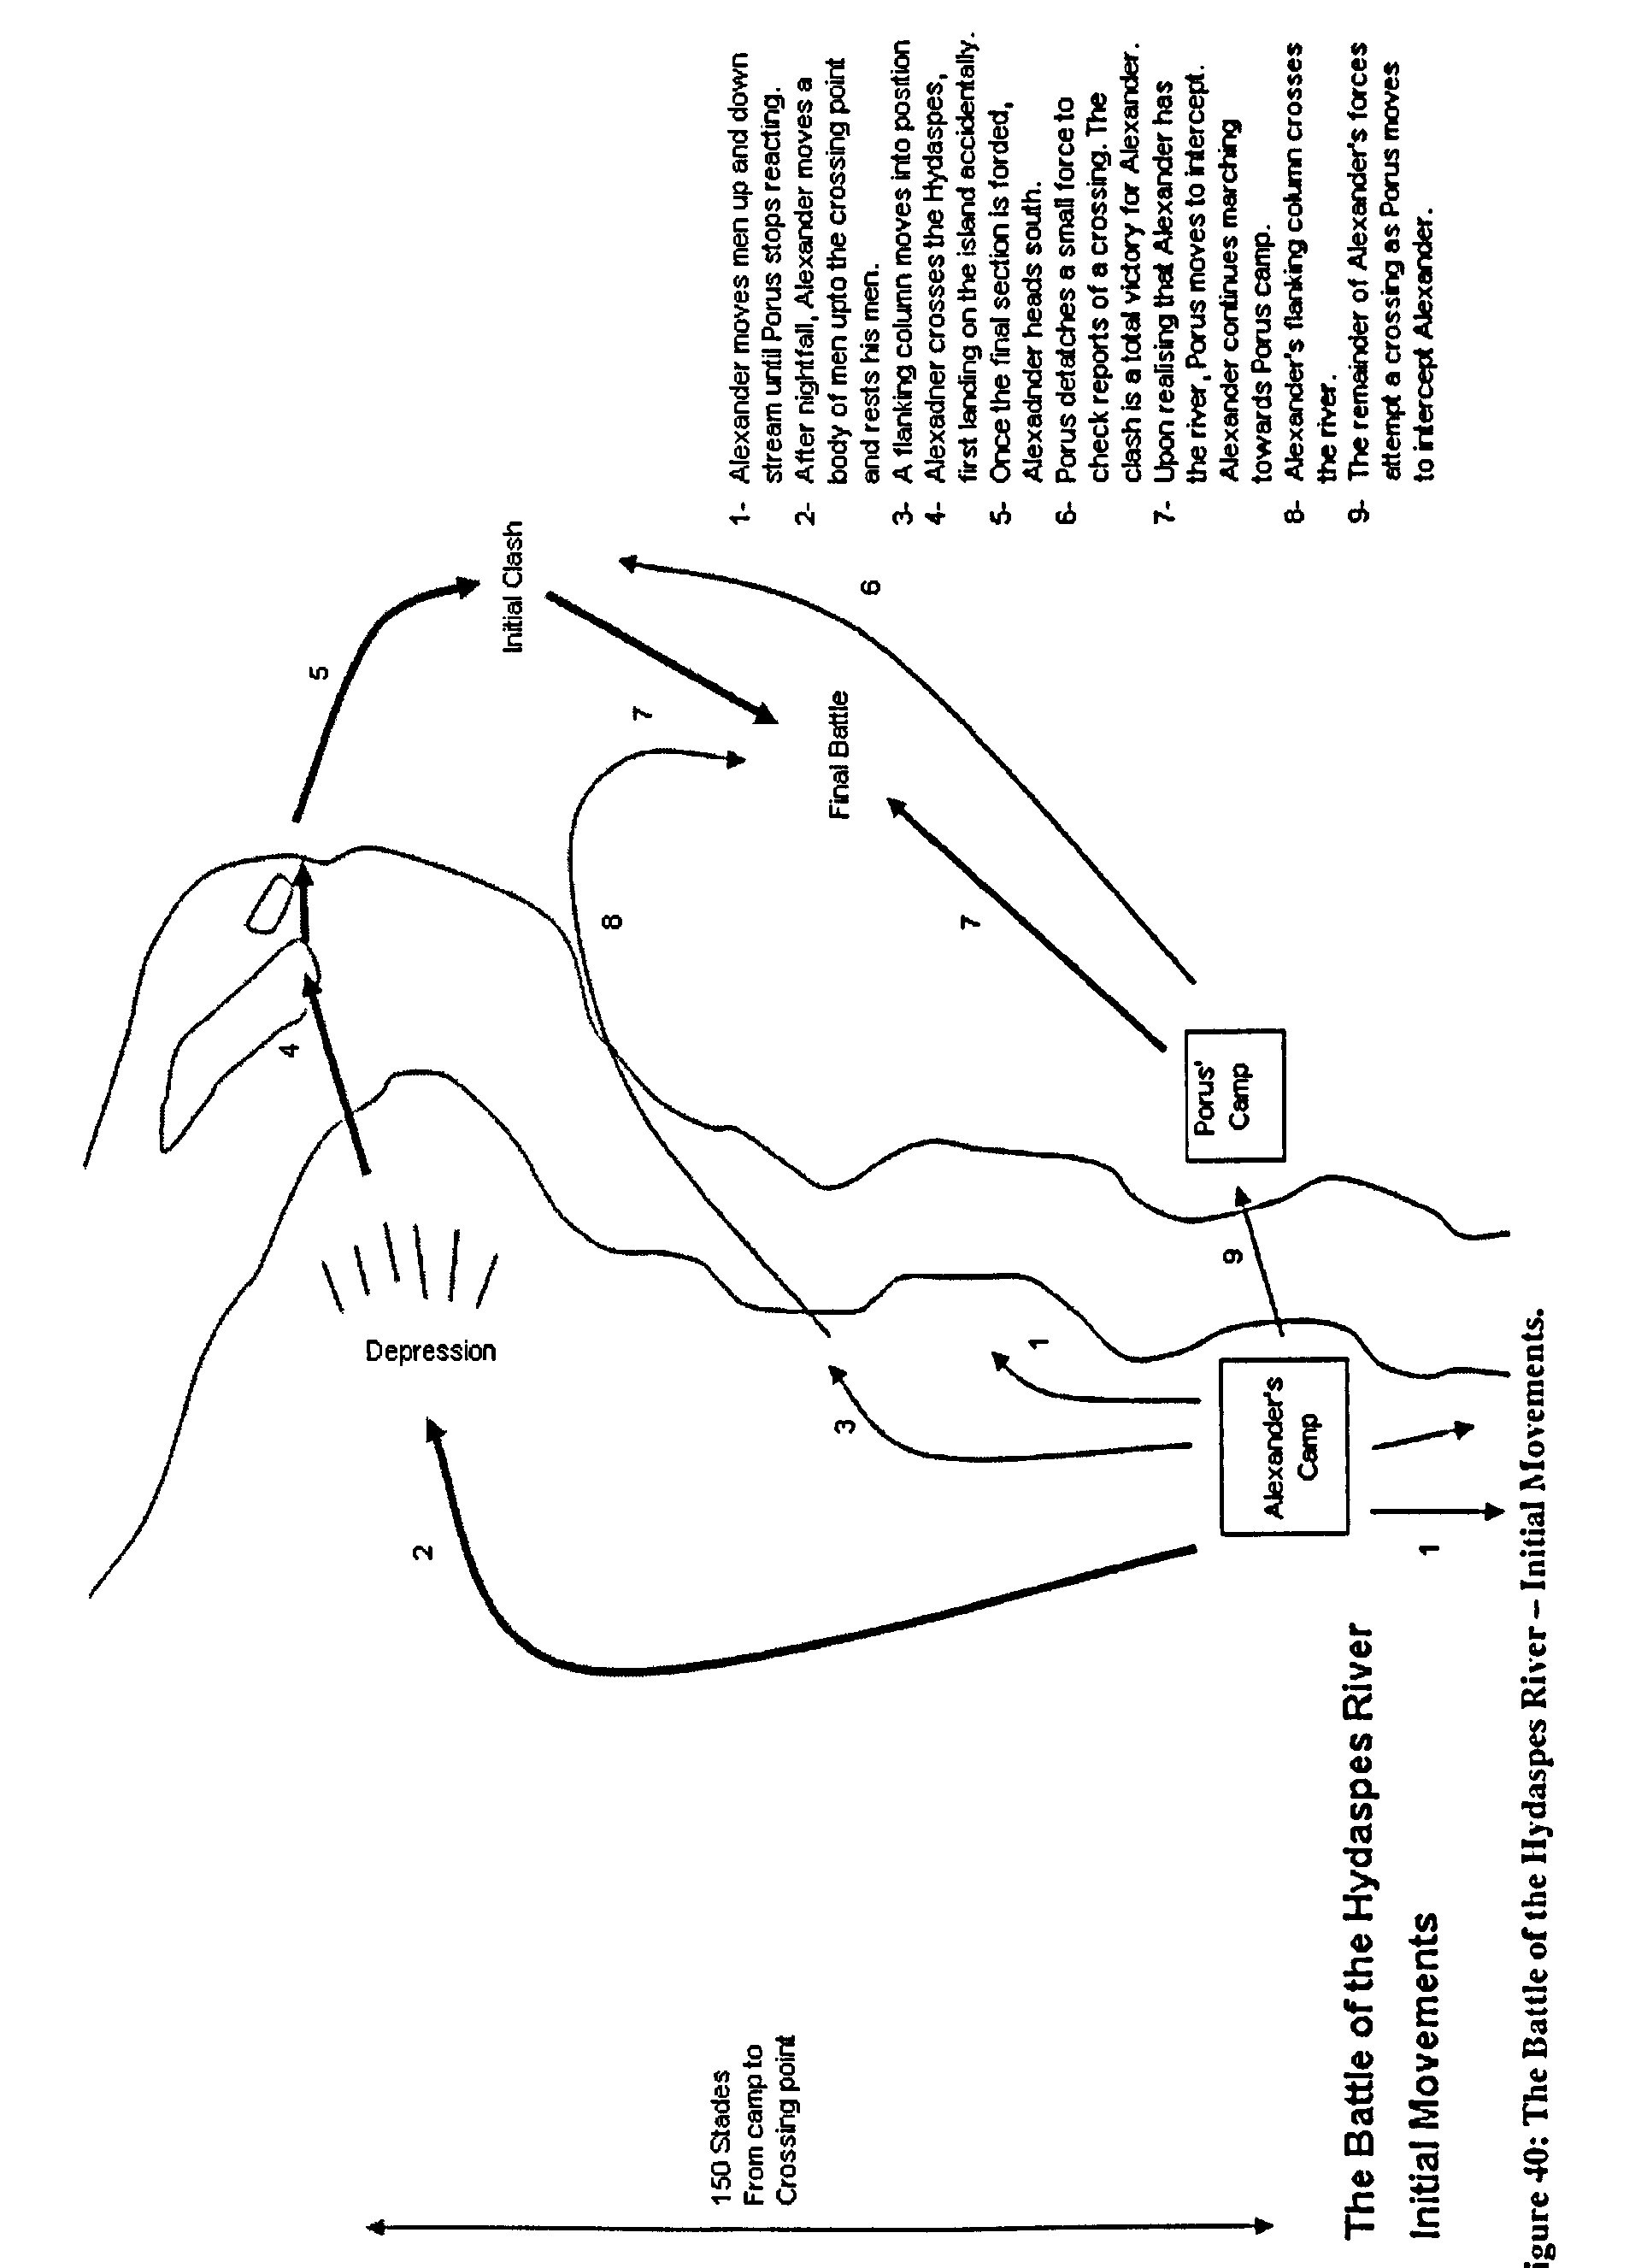 150 Stades
From camp to
Crossing point
The Battle of the Hydaspes River
Initial Movements
2
Depression
4
5
Initial Clash
7
8
Final Battle
7
6
3
1
Alexander's
Camp
1
9
Porus'
Camp
1- Alexander moves men up and down
stream until Porus stops reacting.
2- After nightfall, Alexander moves a
body of men upto the crossing point
and rests his men.
3- A flanking column moves into position
4- Alexadner crosses the Hydaspes,
first landing on the island accidentally.
5- Once the final section is forded,
Alexadnder heads south.
6- Porus detatches a small force to
check reports of a crossing. The
clash is a total victory for Alexander.
7- Upon realising that Alexander has
the river, Porus moves to intercept.
Alexander continues marching
towards Porus camp.
8- Alexander's flanking column crosses
the river.
9- The remainder of Alexander's forces
attempt a crossing as Porus moves
to intercept Alexander.
igure 40: The Battle of the Hydaspes River – Initial Movements.